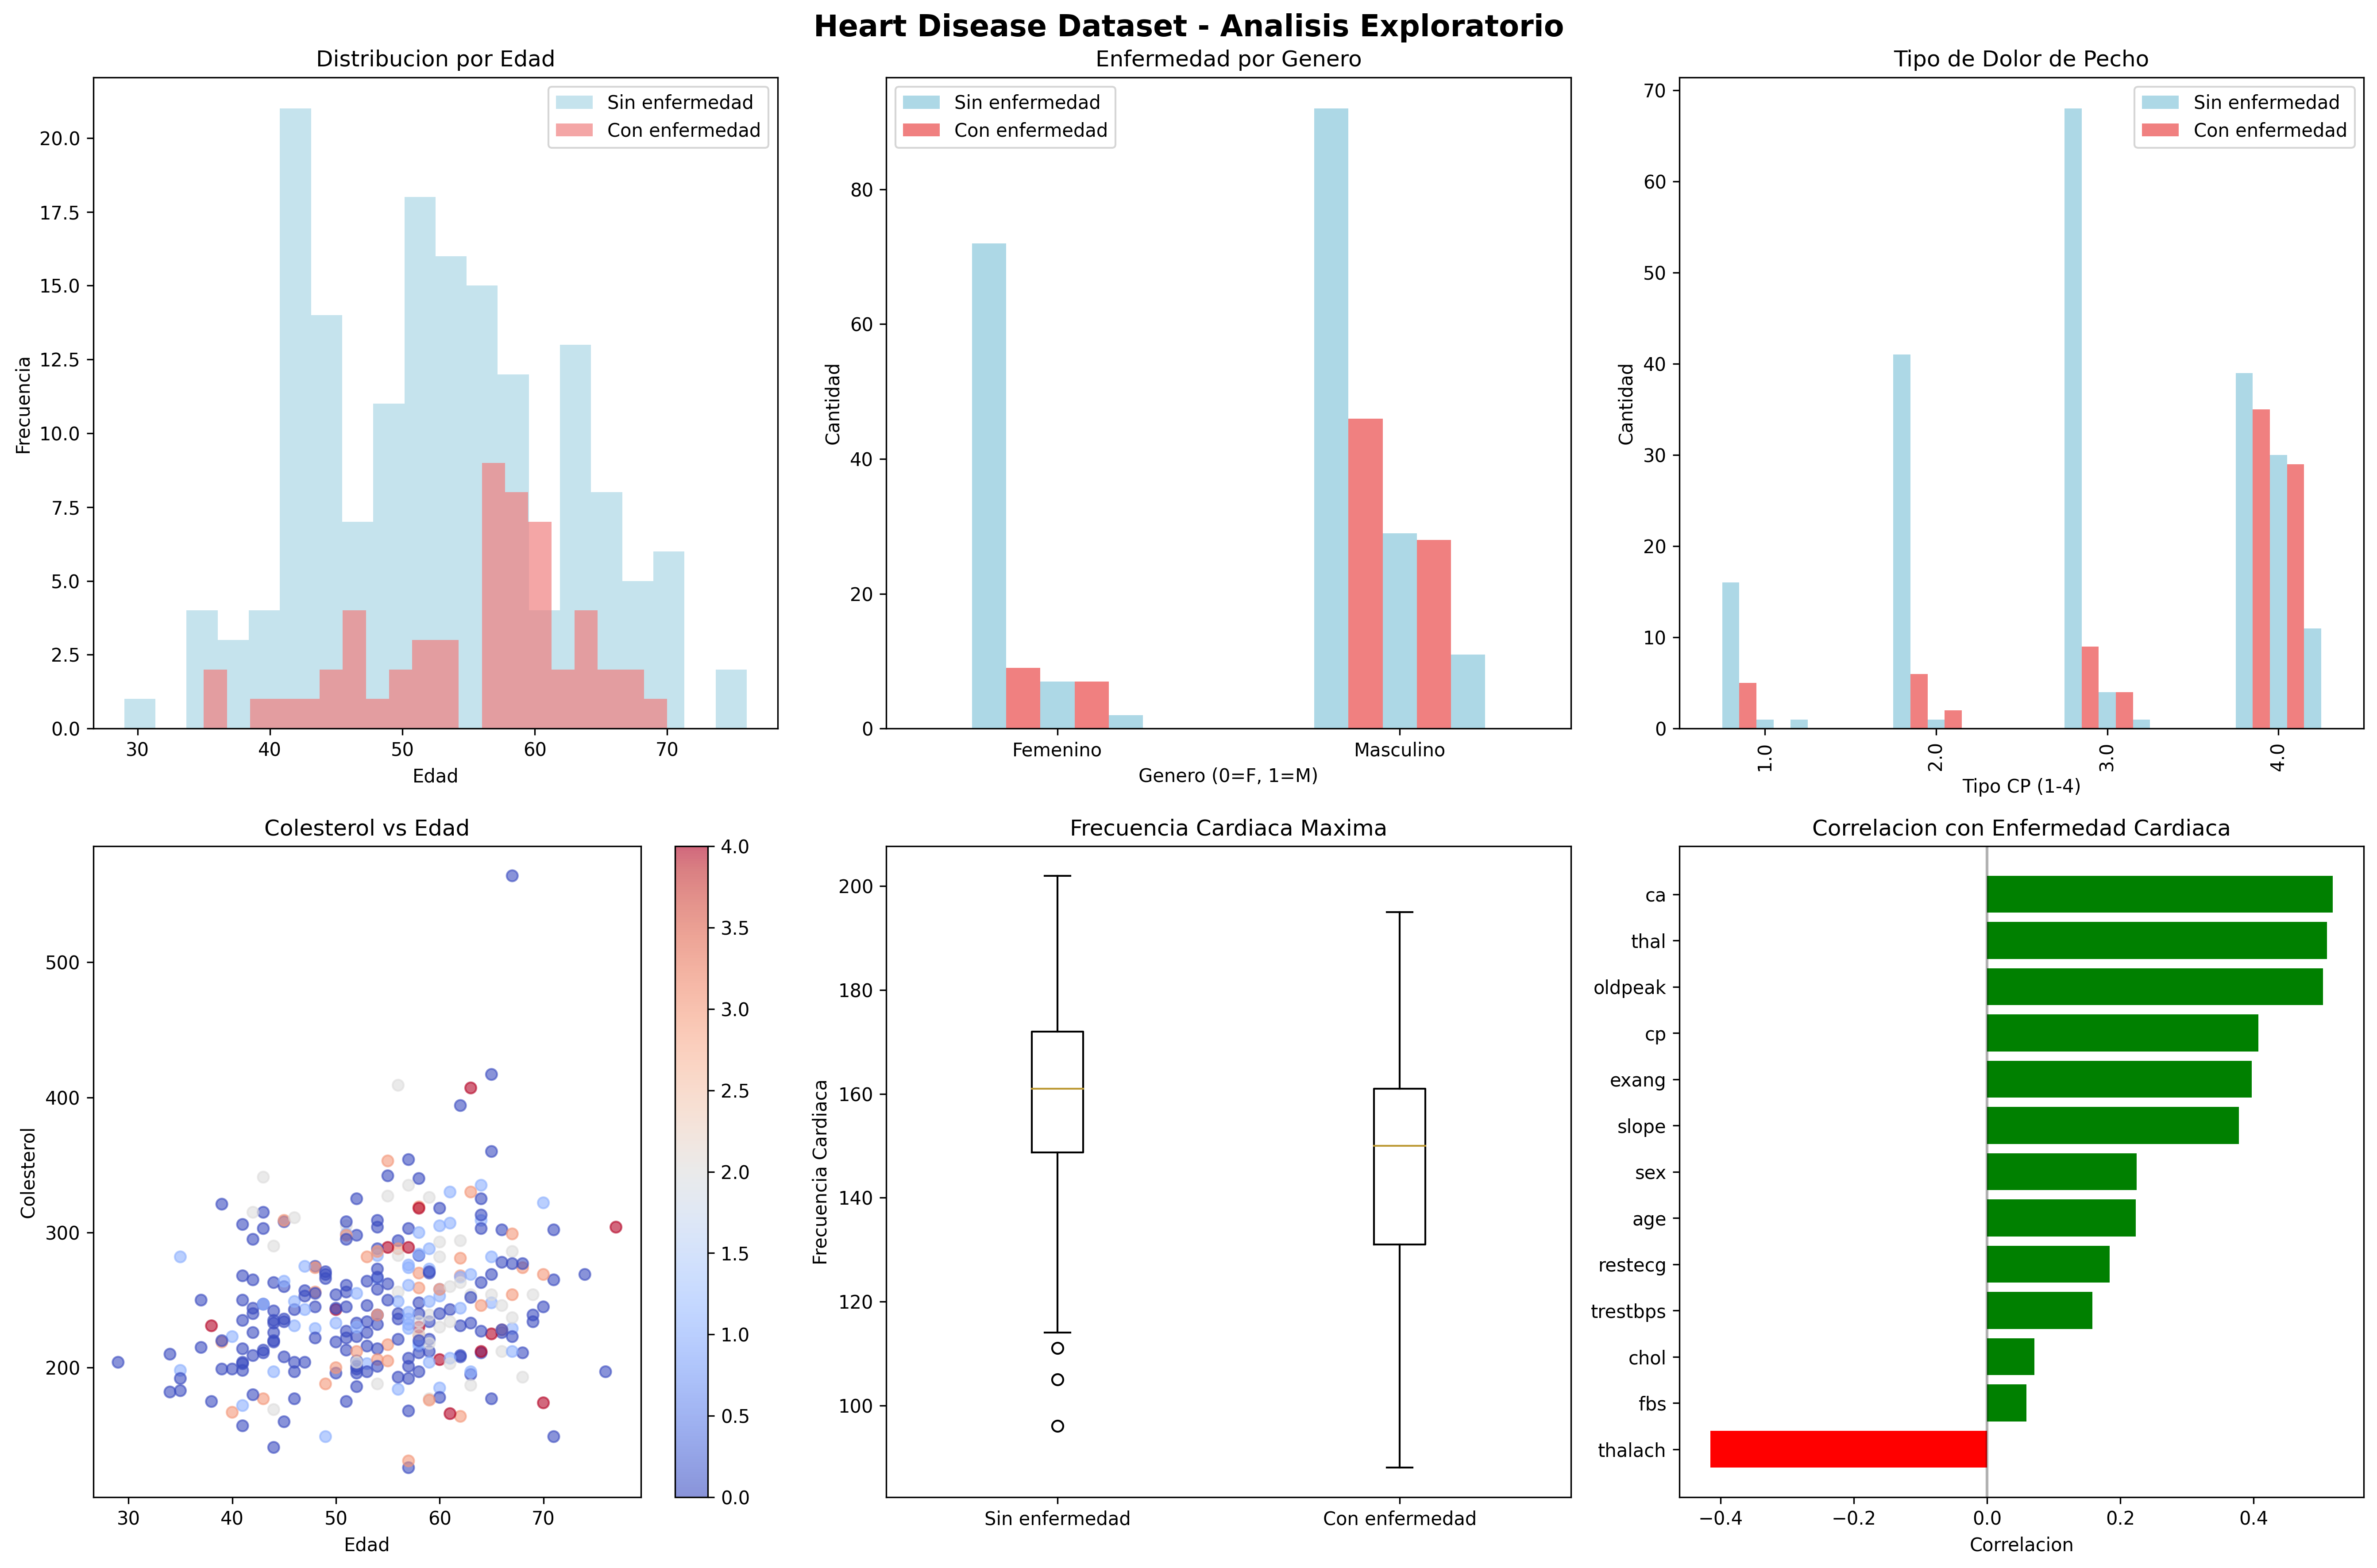 Heart Disease Dataset - Analisis Exploratorio
Distribucion por Edad
Sin enfermedad
Con enfermedad
20.0
17.5
15.0
12.5
10.0
7.5
5.0
2.5
0.0
Frecuencia
30 40 50 60 70
Edad
Enfermedad por Genero
Sin enfermedad
Con enfermedad
80
60
40
20
0
Cantidad
Femenino Masculino
Genero (0=F, 1=M)
Tipo de Dolor de Pecho
Sin enfermedad
Con enfermedad
70
60
50
40
30
20
10
0
Cantidad
1.0 2.0 3.0 4.0
Tipo CP (1-4)
Colesterol vs Edad
500
400
300
200
Colesterol
30 40 50 60 70
Edad
4.0
3.5
3.0
2.5
2.0
1.5
1.0
0.5
0.0
Frecuencia Cardiaca Maxima
200
180
160
140
120
100
Frecuencia Cardiaca
Sin enfermedad Con enfermedad
Correlacion con Enfermedad Cardiaca
ca
thal
oldpeak
cp
exang
slope
sex
age
restecg
trestbps
chol
fbs
thalach
−0.4 −0.2 0.0 0.2 0.4
Correlacion